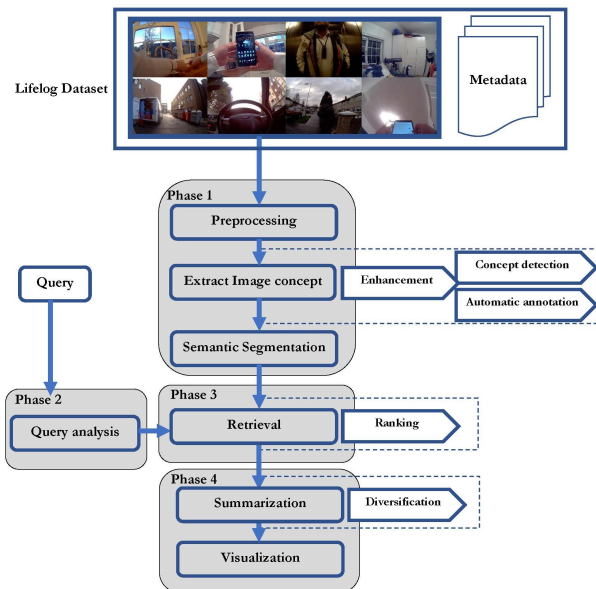 Lifelog Dataset
Metadata
Phase 1
Preprocessing
Extract Image concept
Enhancement
Concept detection
Automatic annotation
Semantic Segmentation
Query
Phase 2
Query analysis
Phase 3
Retrieval
Ranking
Phase 4
Summarization
Diversification
Visualization